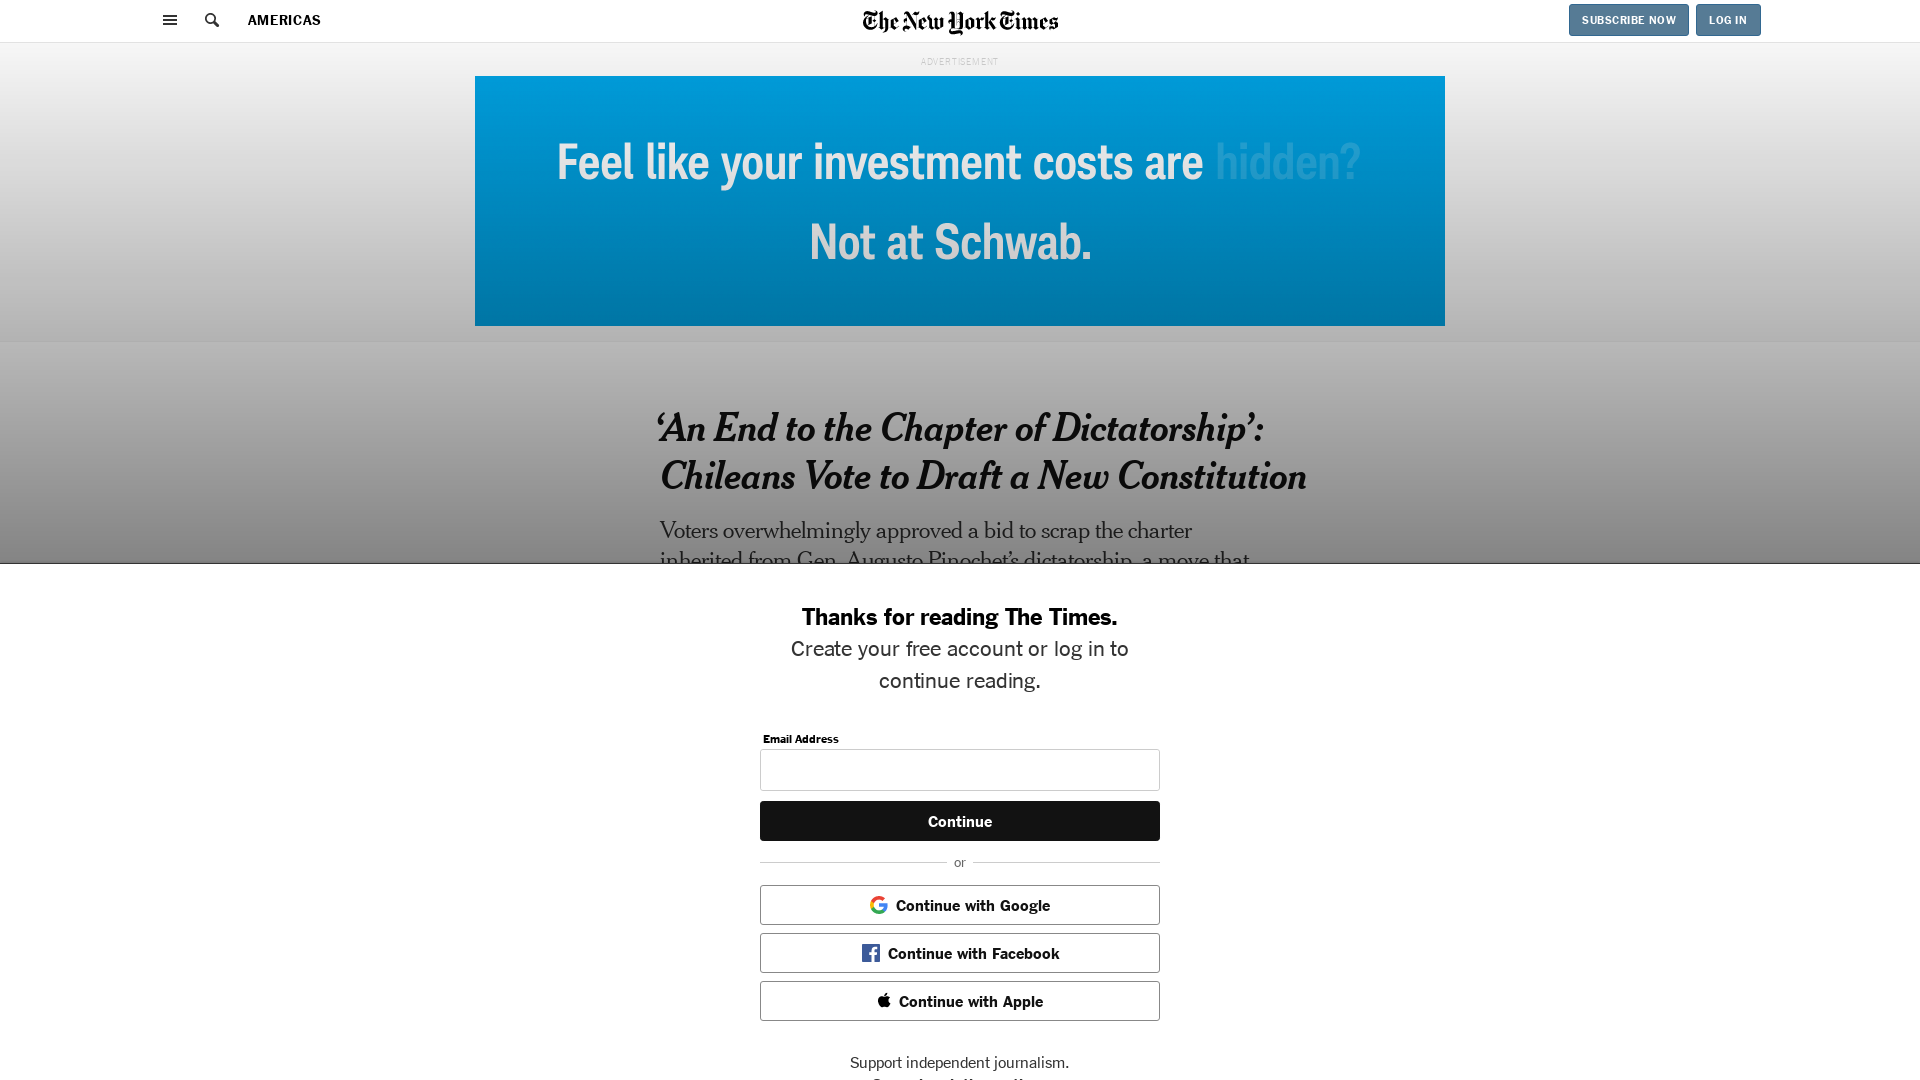 AMERICAS
The New York Times
SUBSCRIBE NOW
LOG IN
ADVERTISEMENT
Feel like your investment costs are hidden?
Not at Schwab.
‘An End to the Chapter of Dictatorship’:
Chileans Vote to Draft a New Constitution
Voters overwhelmingly approved a bid to scrap the charter
inherited from Gen. Augusto Pinochet’s dictatorship, a move that
Thanks for reading The Times.
Create your free account or log in to
continue reading.
Email Address
Continue
or
Continue with Google
Continue with Facebook
Continue with Apple
Support independent journalism.